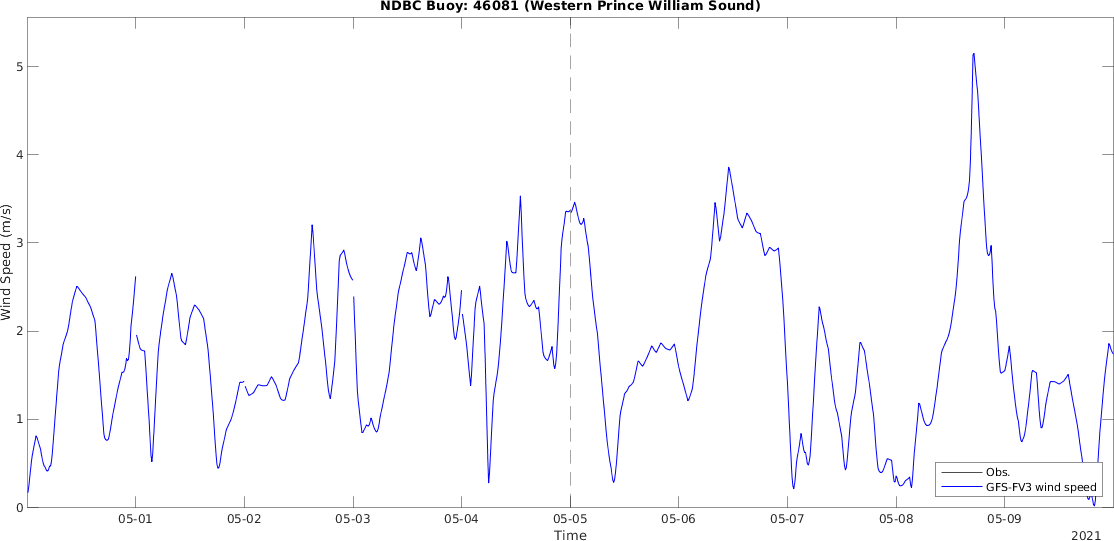 NDBC Buoy: 46081 (Western Prince William Sound)
Wind Speed (m/s)
5
4
3
2
1
0
Obs.
GFS-FV3 wind speed
05-01 05-02 05-03 05-04 05-05 05-06 05-07 05-08 05-09
Time
2021